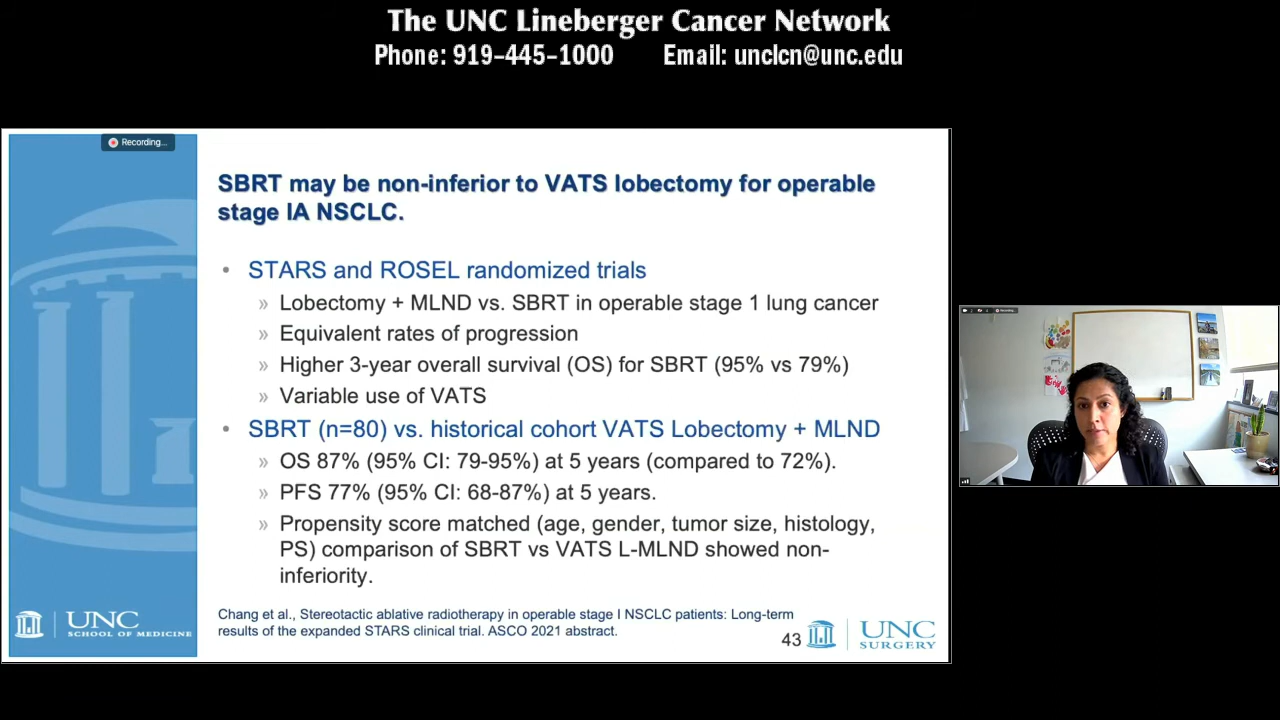 The UNC Lineberger Cancer Network
Phone: 919-445-1000 Email: unclcn@unc.edu
Recording...
SBRT may be non-inferior to VATS lobectomy for operable
stage IA NSCLC.
• STARS and ROSEL randomized trials
» Lobectomy + MLND vs. SBRT in operable stage 1 lung cancer
» Equivalent rates of progression
» Higher 3-year overall survival (OS) for SBRT (95% vs 79%)
» Variable use of VATS
• SBRT (n=80) vs. historical cohort VATS Lobectomy + MLND
» OS 87% (95% CI: 79-95%) at 5 years (compared to 72%).
» PFS 77% (95% CI: 68-87%) at 5 years.
» Propensity score matched (age, gender, tumor size, histology,
PS) comparison of SBRT vs VATS L-MLND showed non-
inferiority.
Chang et al., Stereotactic ablative radiotherapy in operable stage I NSCLC patients: Long-term
results of the expanded STARS clinical trial. ASCO 2021 abstract.
43
UNC
SURGERY
UNC
SCHOOL OF MEDICINE